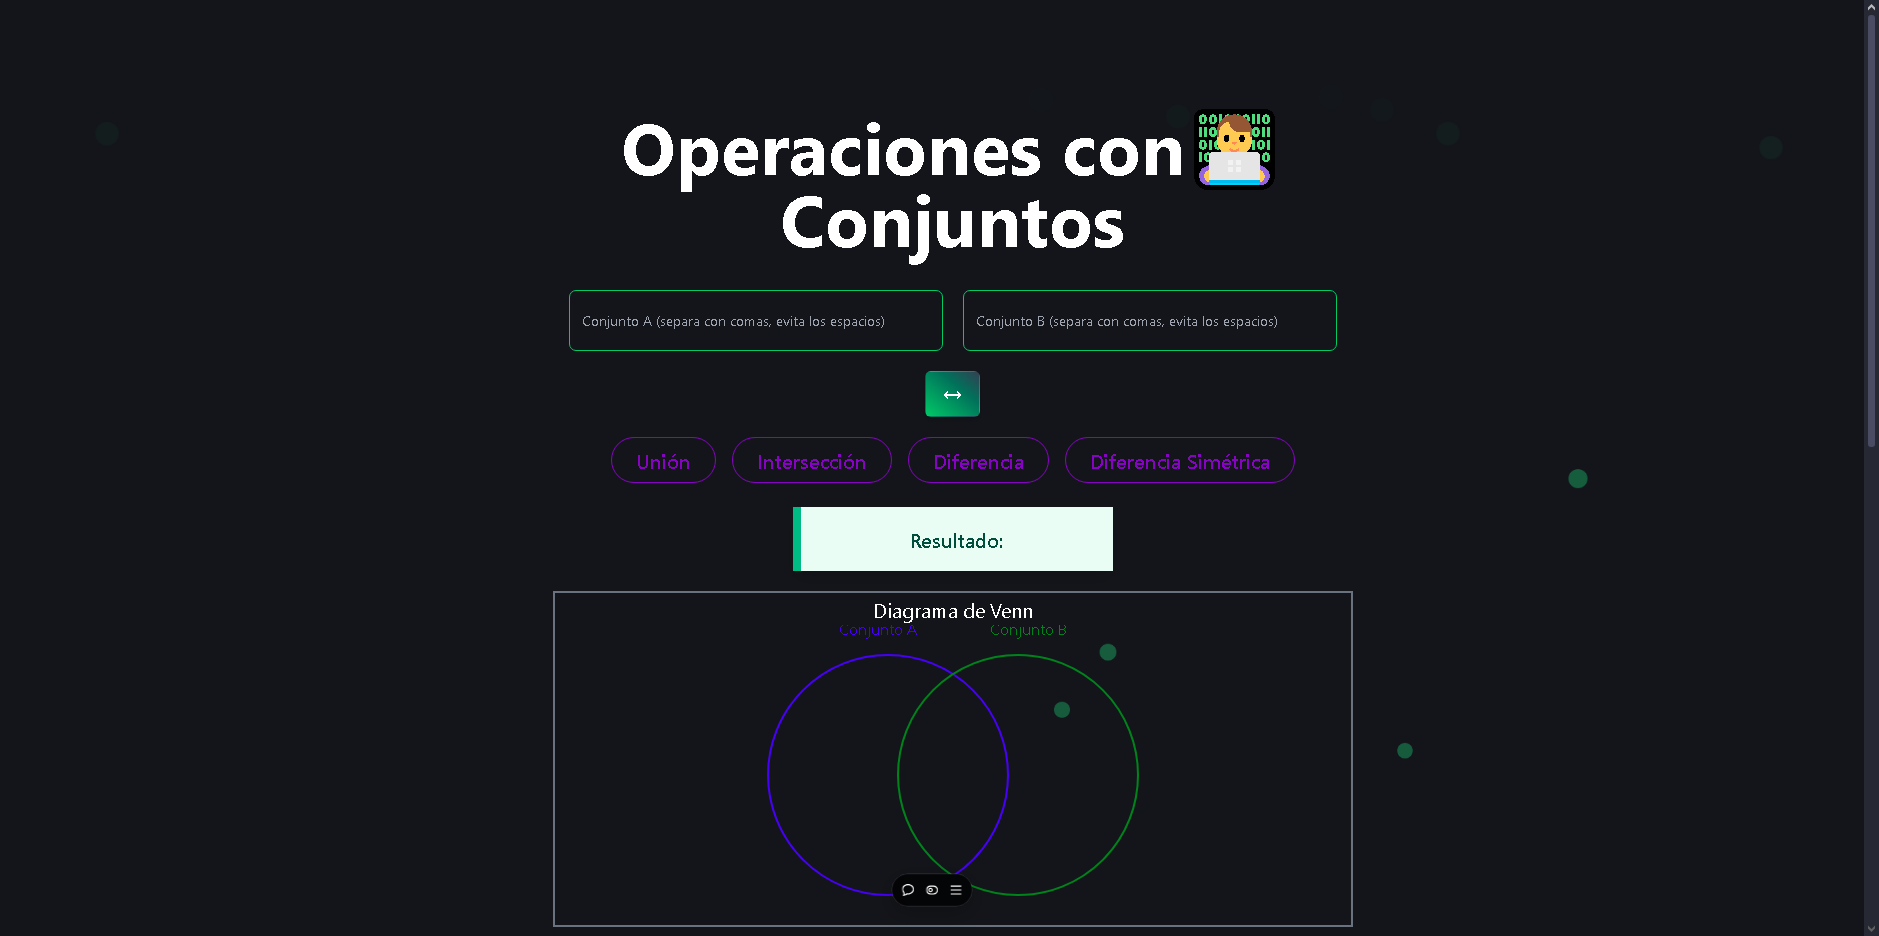 Operaciones con
Conjuntos
Conjunto A (separa con comas, evita los espacios)
Conjunto B (separa con comas, evita los espacios)
Unión
Intersección
Diferencia
Diferencia Simétrica
Resultado:
Diagrama de Venn
Conjunto A
Conjunto B